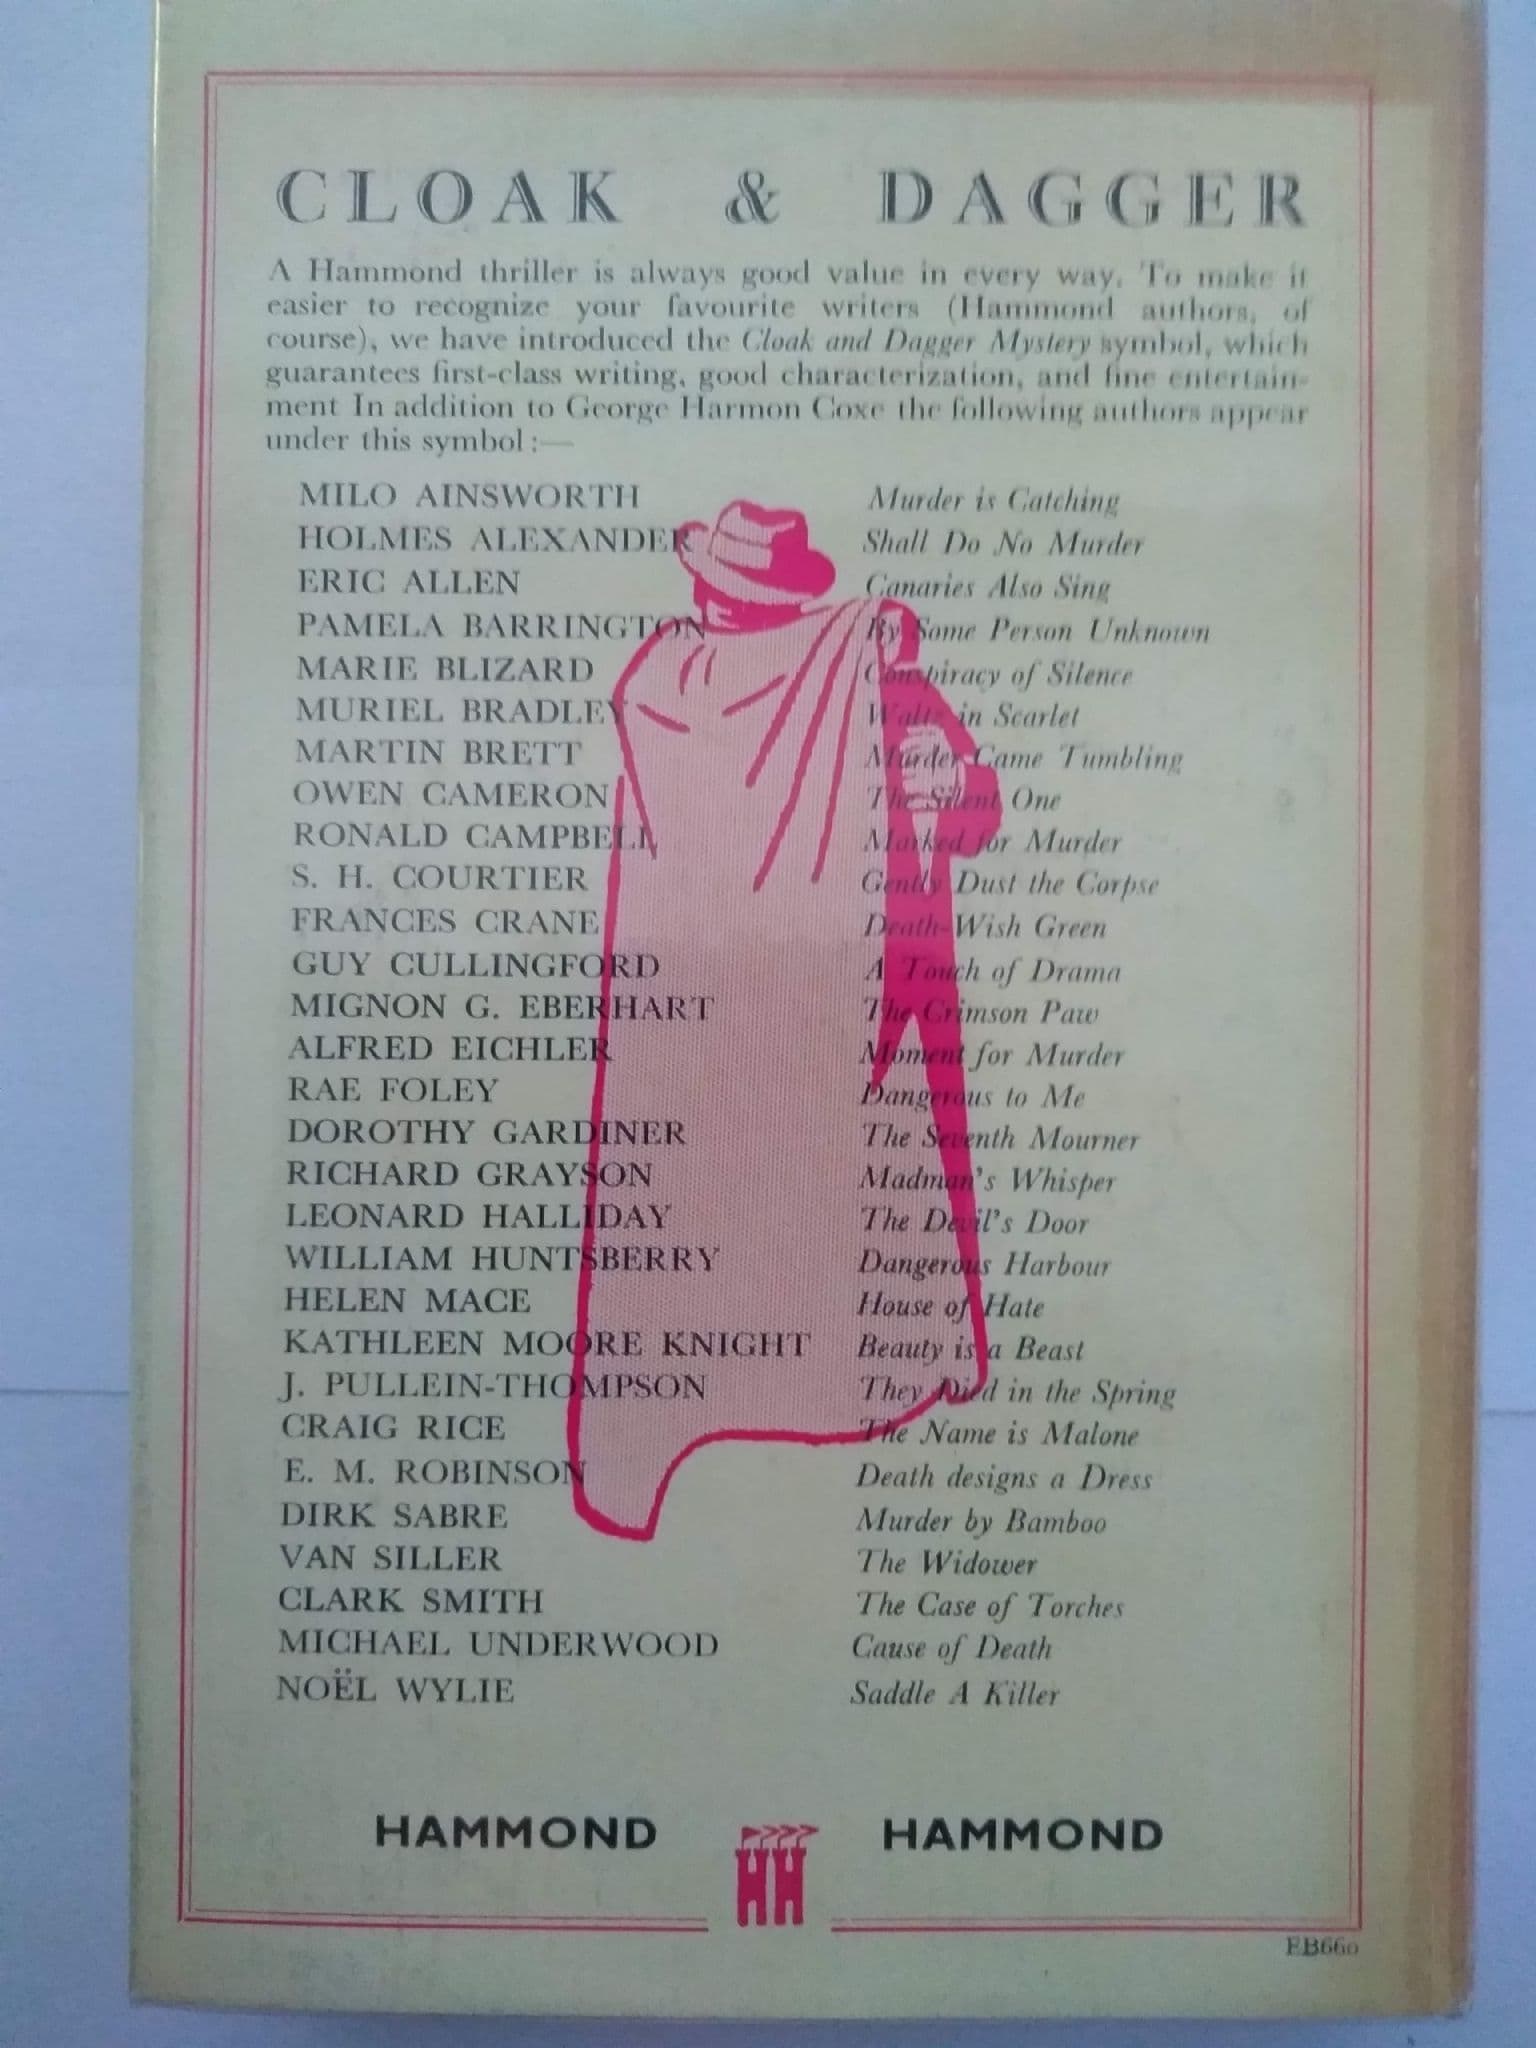 CLOAK & DAGGER
A Hammond thriller is always good value in every way. To make it
easier to recognize your favourite writers (Hammond authors, of
course), we have introduced the Cloak and Dagger Mystery symbol, which
guarantees first-class writing, good characterization, and fine entertain-
ment In addition to George Harmon Coxe the following authors appear
under this symbol:—
MILO AINSWORTH Murder is Catching
HOLMES ALEXANDER Shall Do No Murder
ERIC ALLEN Canaries Also Sing
PAMELA BARRINGTON By Some Person Unknown
MARIE BLIZARD Conspiracy of Silence
MURIEL BRADLEY Waltz in Scarlet
MARTIN BRETT Murder Came Tumbling
OWEN CAMERON The Silent One
RONALD CAMPBELL Marked for Murder
S. H. COURTIER Gently Dust the Corpse
FRANCES CRANE Death-Wish Green
GUY CULLINGFORD A Touch of Drama
MIGNON G. EBERHART The Crimson Paw
ALFRED EICHLER Moment for Murder
RAE FOLEY Dangerous to Me
DOROTHY GARDINER The Seventh Mourner
RICHARD GRAYSON Madman's Whisper
LEONARD HALLIDAY The Devil's Door
WILLIAM HUNTSBERRY Dangerous Harbour
HELEN MACE House of Hate
KATHLEEN MOORE KNIGHT Beauty is a Beast
J. PULLEIN-THOMPSON They Died in the Spring
CRAIG RICE The Name is Malone
E. M. ROBINSON Death designs a Dress
DIRK SABRE Murder by Bamboo
VAN SILLER The Widower
CLARK SMITH The Case of Torches
MICHAEL UNDERWOOD Cause of Death
NOËL WYLIE Saddle A Killer
HAMMOND HH HAMMOND
EB660